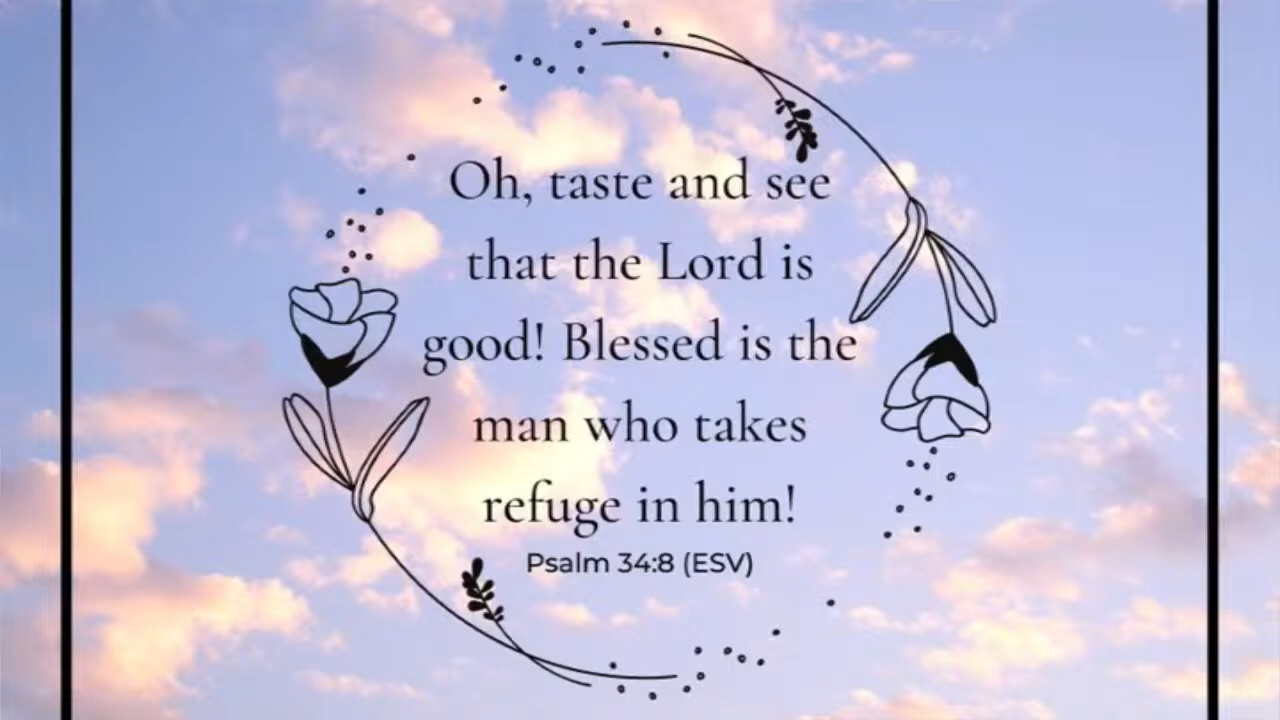 Oh, taste and see
that the Lord is
good! Blessed is the
man who takes
refuge in him!
Psalm 34:8 (ESV)